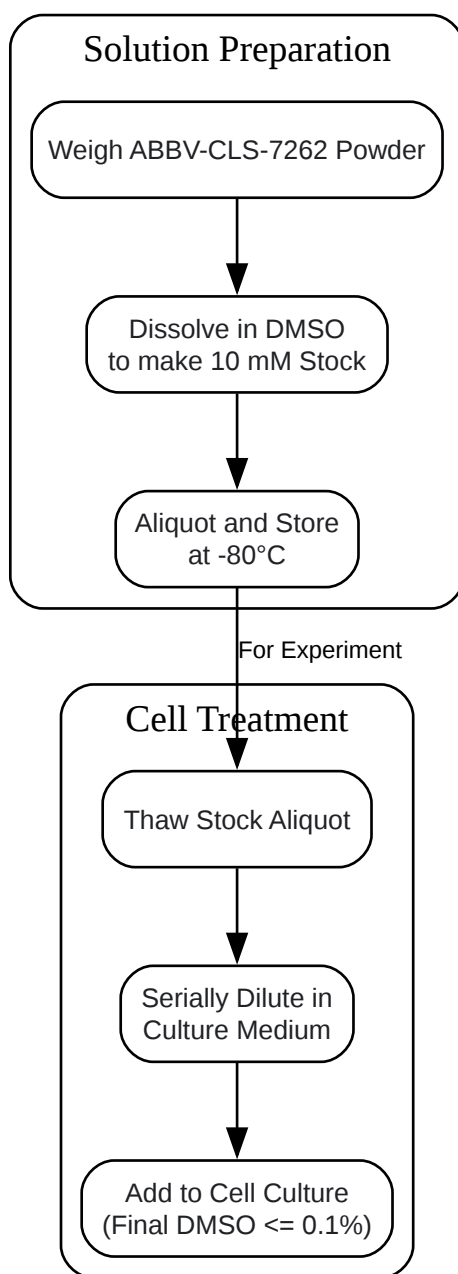 Solution Preparation
Weigh ABBV-CLS-7262 Powder
Dissolve in DMSO
to make 10 mM Stock
Aliquot and Store
at -80°C
For Experiment
Cell Treatment
Thaw Stock Aliquot
Serially Dilute in
Culture Medium
Add to Cell Culture
(Final DMSO <= 0.1%)